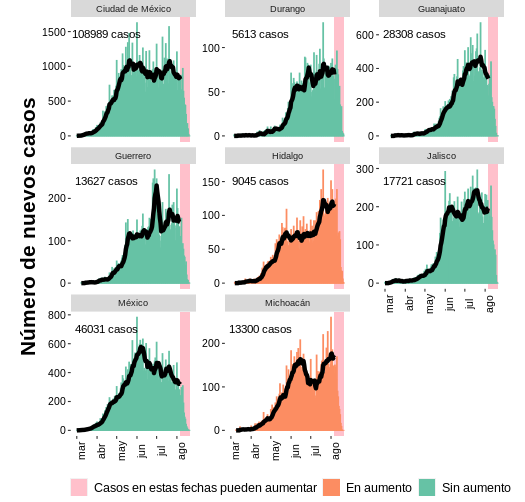 Número de nuevos casos
Ciudad de México
Durango
Guanajuato
108989 casos
5613 casos
28308 casos
1500
1000
500
0
100
50
0
600
400
200
0
Guerrero
Hidalgo
Jalisco
13627 casos
9045 casos
17721 casos
200
100
0
150
100
50
0
300
200
100
0
México
Michoacán
46031 casos
13300 casos
800
600
400
200
0
200
100
0
mar
abr
may
jun
jul
ago
mar
abr
may
jun
jul
ago
mar
abr
may
jun
jul
ago
Casos en estas fechas pueden aumentar
En aumento
Sin aumento